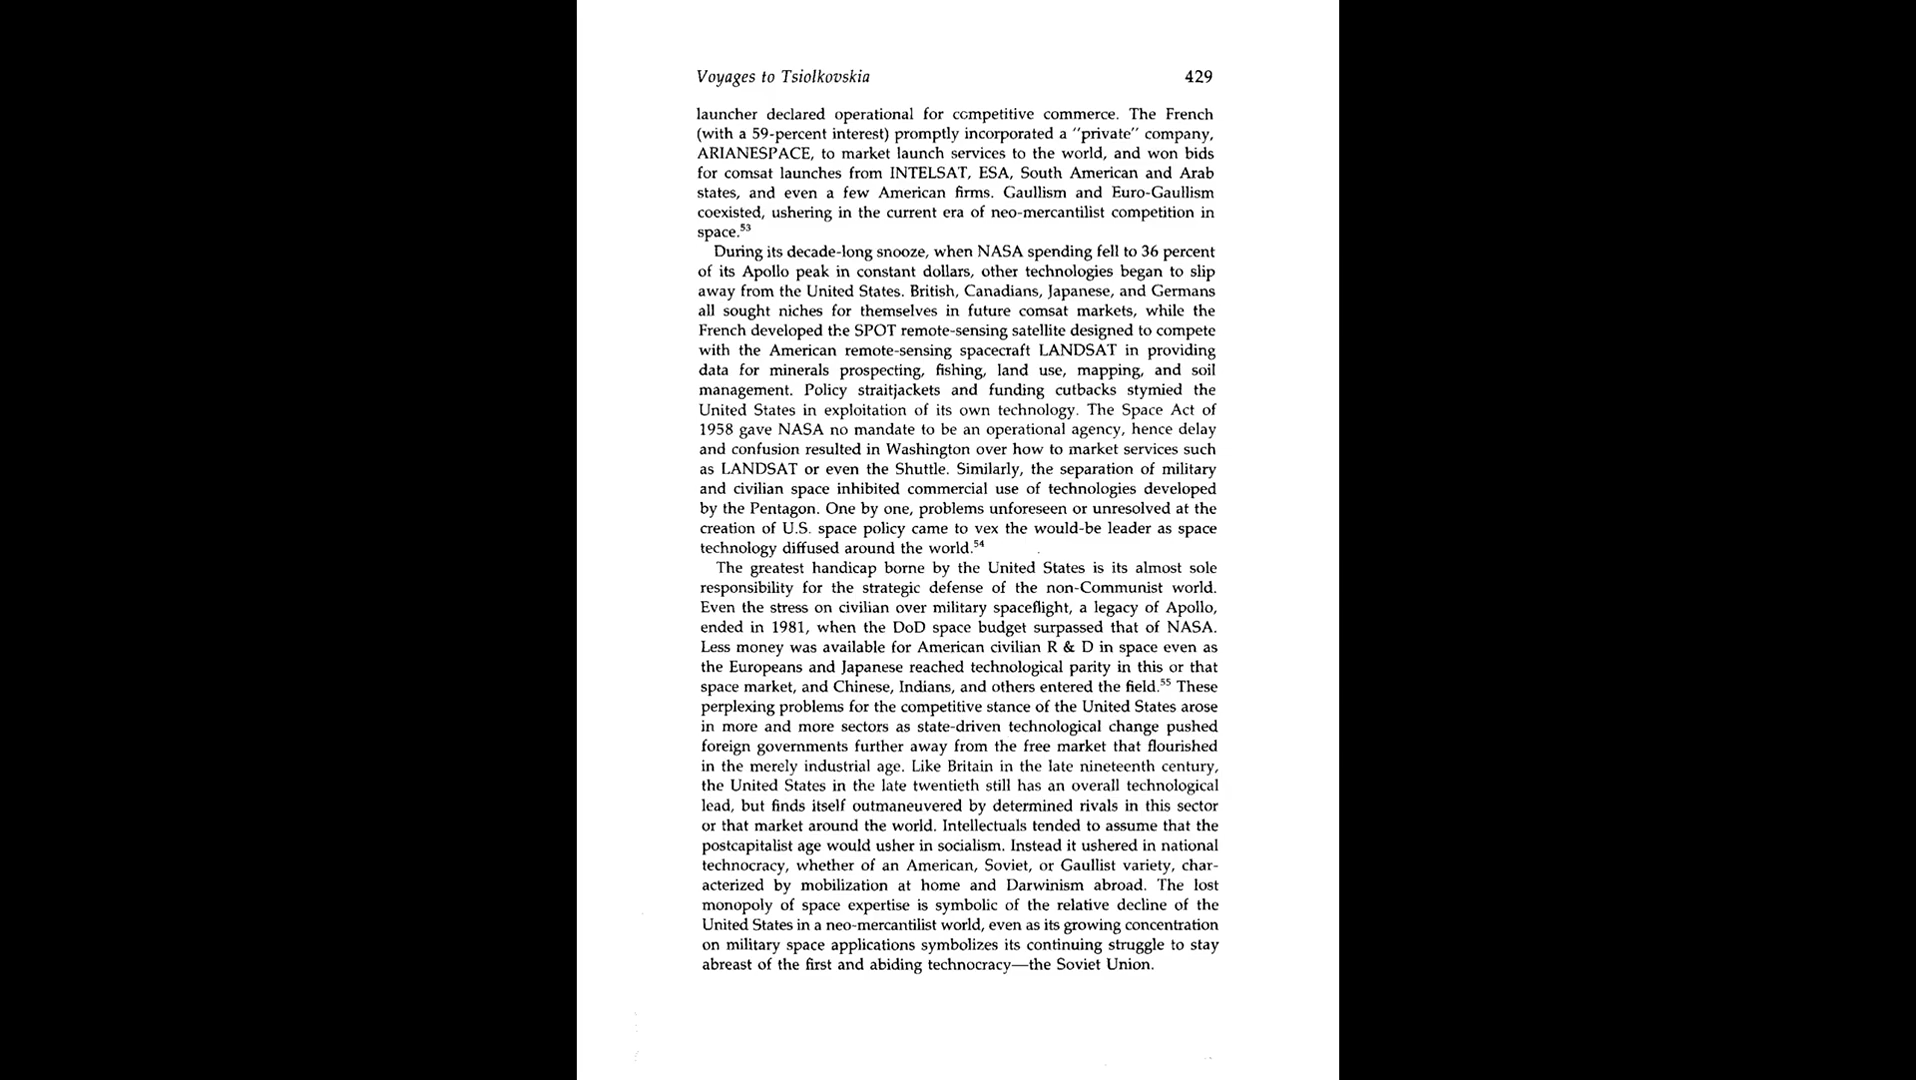 Voyages to Tsiolkovskia 429
launcher declared operational for competitive commerce. The French
(with a 59-percent interest) promptly incorporated a "private" company,
ARIANESPACE, to market launch services to the world, and won bids
for comsat launches from INTELSAT, ESA, South American and Arab
states, and even a few American firms. Gaullism and Euro-Gaullism
coexisted, ushering in the current era of neo-mercantilist competition in
space.53
During its decade-long snooze, when NASA spending fell to 36 percent
of its Apollo peak in constant dollars, other technologies began to slip
away from the United States. British, Canadians, Japanese, and Germans
all sought niches for themselves in future comsat markets, while the
French developed the SPOT remote-sensing satellite designed to compete
with the American remote-sensing spacecraft LANDSAT in providing
data for minerals prospecting, fishing, land use, mapping, and soil
management. Policy straitjackets and funding cutbacks stymied the
United States in exploitation of its own technology. The Space Act of
1958 gave NASA no mandate to be an operational agency, hence delay
and confusion resulted in Washington over how to market services such
as LANDSAT or even the Shuttle. Similarly, the separation of military
and civilian space inhibited commercial use of technologies developed
by the Pentagon. One by one, problems unforeseen or unresolved at the
creation of U.S. space policy came to vex the would-be leader as space
technology diffused around the world.54
The greatest handicap borne by the United States is its almost sole
responsibility for the strategic defense of the non-Communist world.
Even the stress on civilian over military spaceflight, a legacy of Apollo,
ended in 1981, when the DoD space budget surpassed that of NASA.
Less money was available for American civilian R & D in space even as
the Europeans and Japanese reached technological parity in this or that
space market, and Chinese, Indians, and others entered the field.55 These
perplexing problems for the competitive stance of the United States arose
in more and more sectors as state-driven technological change pushed
foreign governments further away from the free market that flourished
in the merely industrial age. Like Britain in the late nineteenth century,
the United States in the late twentieth still has an overall technological
lead, but finds itself outmaneuvered by determined rivals in this sector
or that market around the world. Intellectuals tended to assume that the
postcapitalist age would usher in socialism. Instead it ushered in national
technocracy, whether of an American, Soviet, or Gaullist variety, char-
acterized by mobilization at home and Darwinism abroad. The lost
monopoly of space expertise is symbolic of the relative decline of the
United States in a neo-mercantilist world, even as its growing concentration
on military space applications symbolizes its continuing struggle to stay
abreast of the first and abiding technocracy—the Soviet Union.